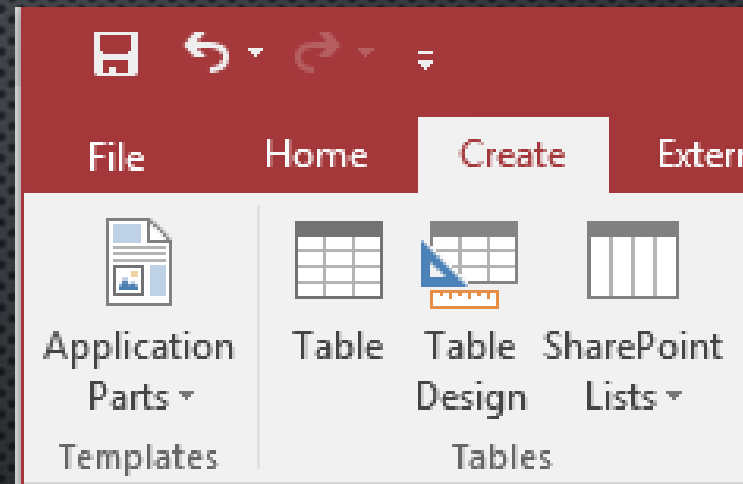 File Home Create Extern
Application Parts
Table
Table Design
SharePoint Lists
Templates
Tables